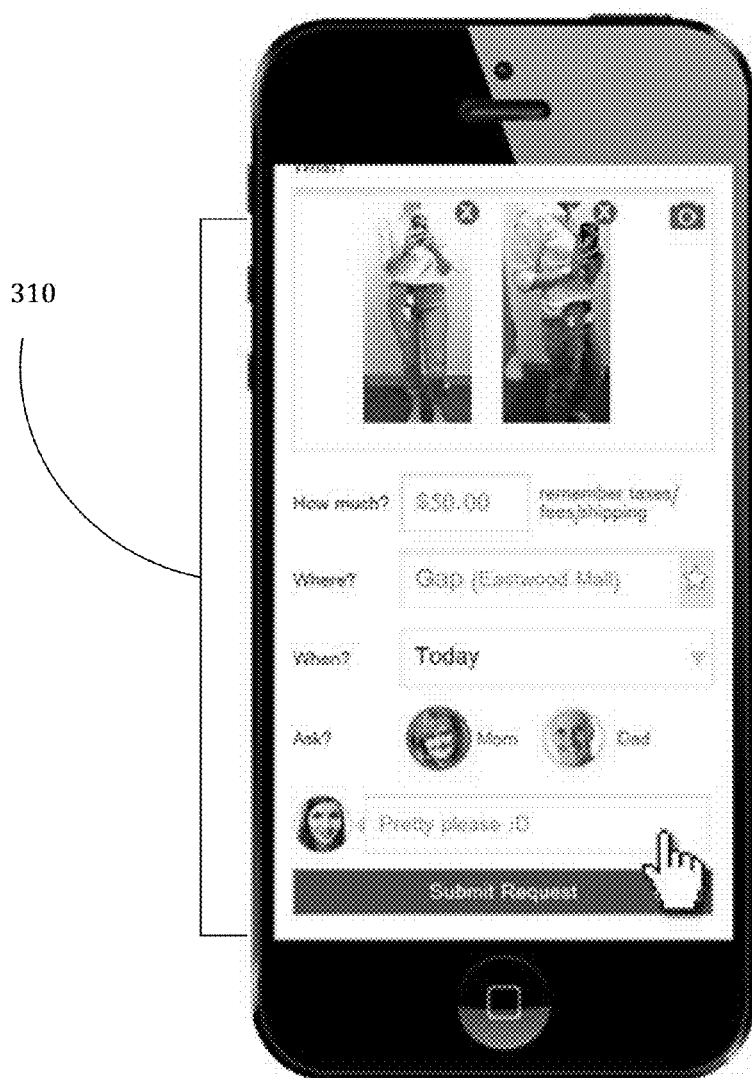 310
How much? $50.00 remember taxes/
fees/shipping
Where? Gap (Eastwood Mall)
When? Today
Ask? Mom Dad
Pretty please :D
Submit Request